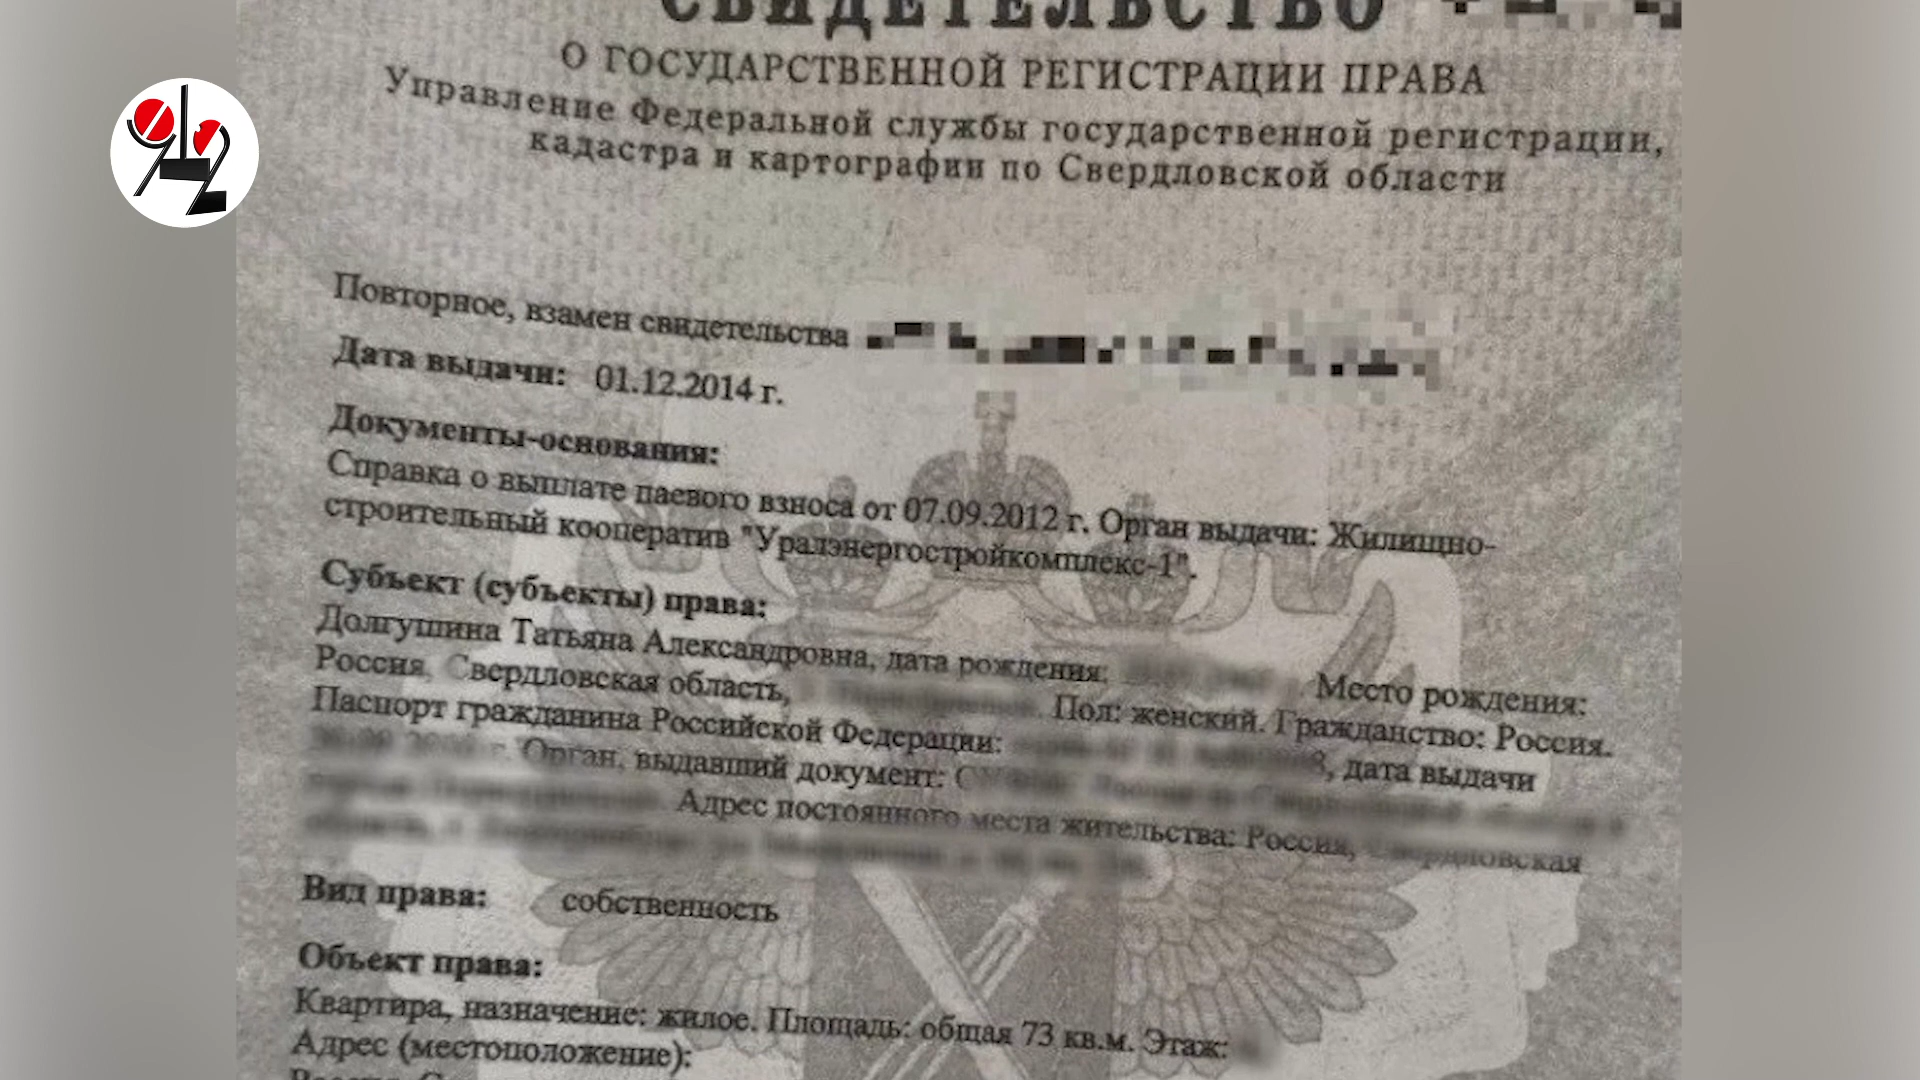 СВИДЕТЕЛЬСТВО
О ГОСУДАРСТВЕННОЙ РЕГИСТРАЦИИ ПРАВА
Управление Федеральной службы государственной регистрации,
кадастра и картографии по Свердловской области
Повторное, взамен свидетельства
Дата выдачи: 01.12.2014 г.
Документы-основания:
Справка о выплате паевого взноса от 07.09.2012 г. Орган выдачи: Жилищно-
строительный кооператив "Уралэнергостройкомплекс-1".
Субъект (субъекты) права:
Долгушина Татьяна Александровна, дата рождения: Место рождения:
Россия, Свердловская область, Пол: женский. Гражданство: Россия.
Паспорт гражданина Российской Федерации: дата выдачи
Орган, выдавший документ:
Адрес постоянного места жительства: Россия, Свердловская
Вид права: собственность
Объект права:
Квартира, назначение: жилое. Площадь: общая 73 кв.м. Этаж:
Адрес (местоположение):